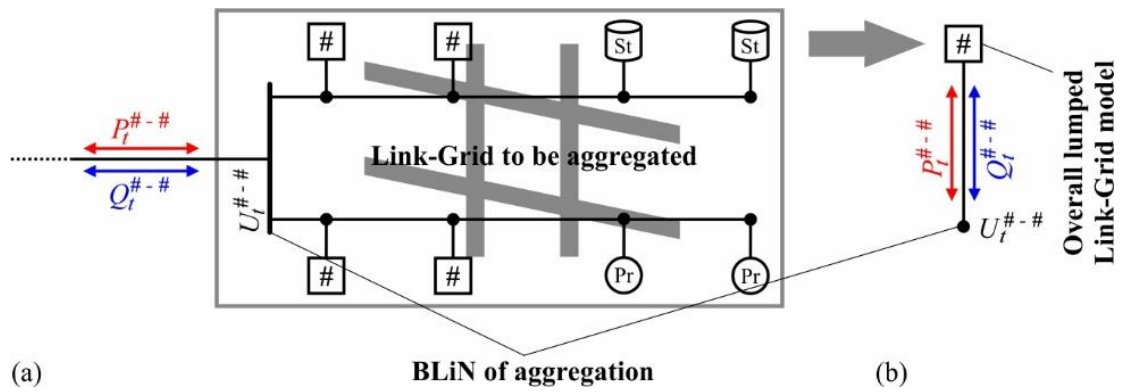 # # St St
P_t^{#-#}
Q_t^{#-#}
U_t^{#-#}
Link-Grid to be aggregated
# # Pr Pr
BLiN of aggregation
(a)
#
P_t^{#-#}
Q_t^{#-#}
U_t^{#-#}
Overall lumped
Link-Grid model
(b)